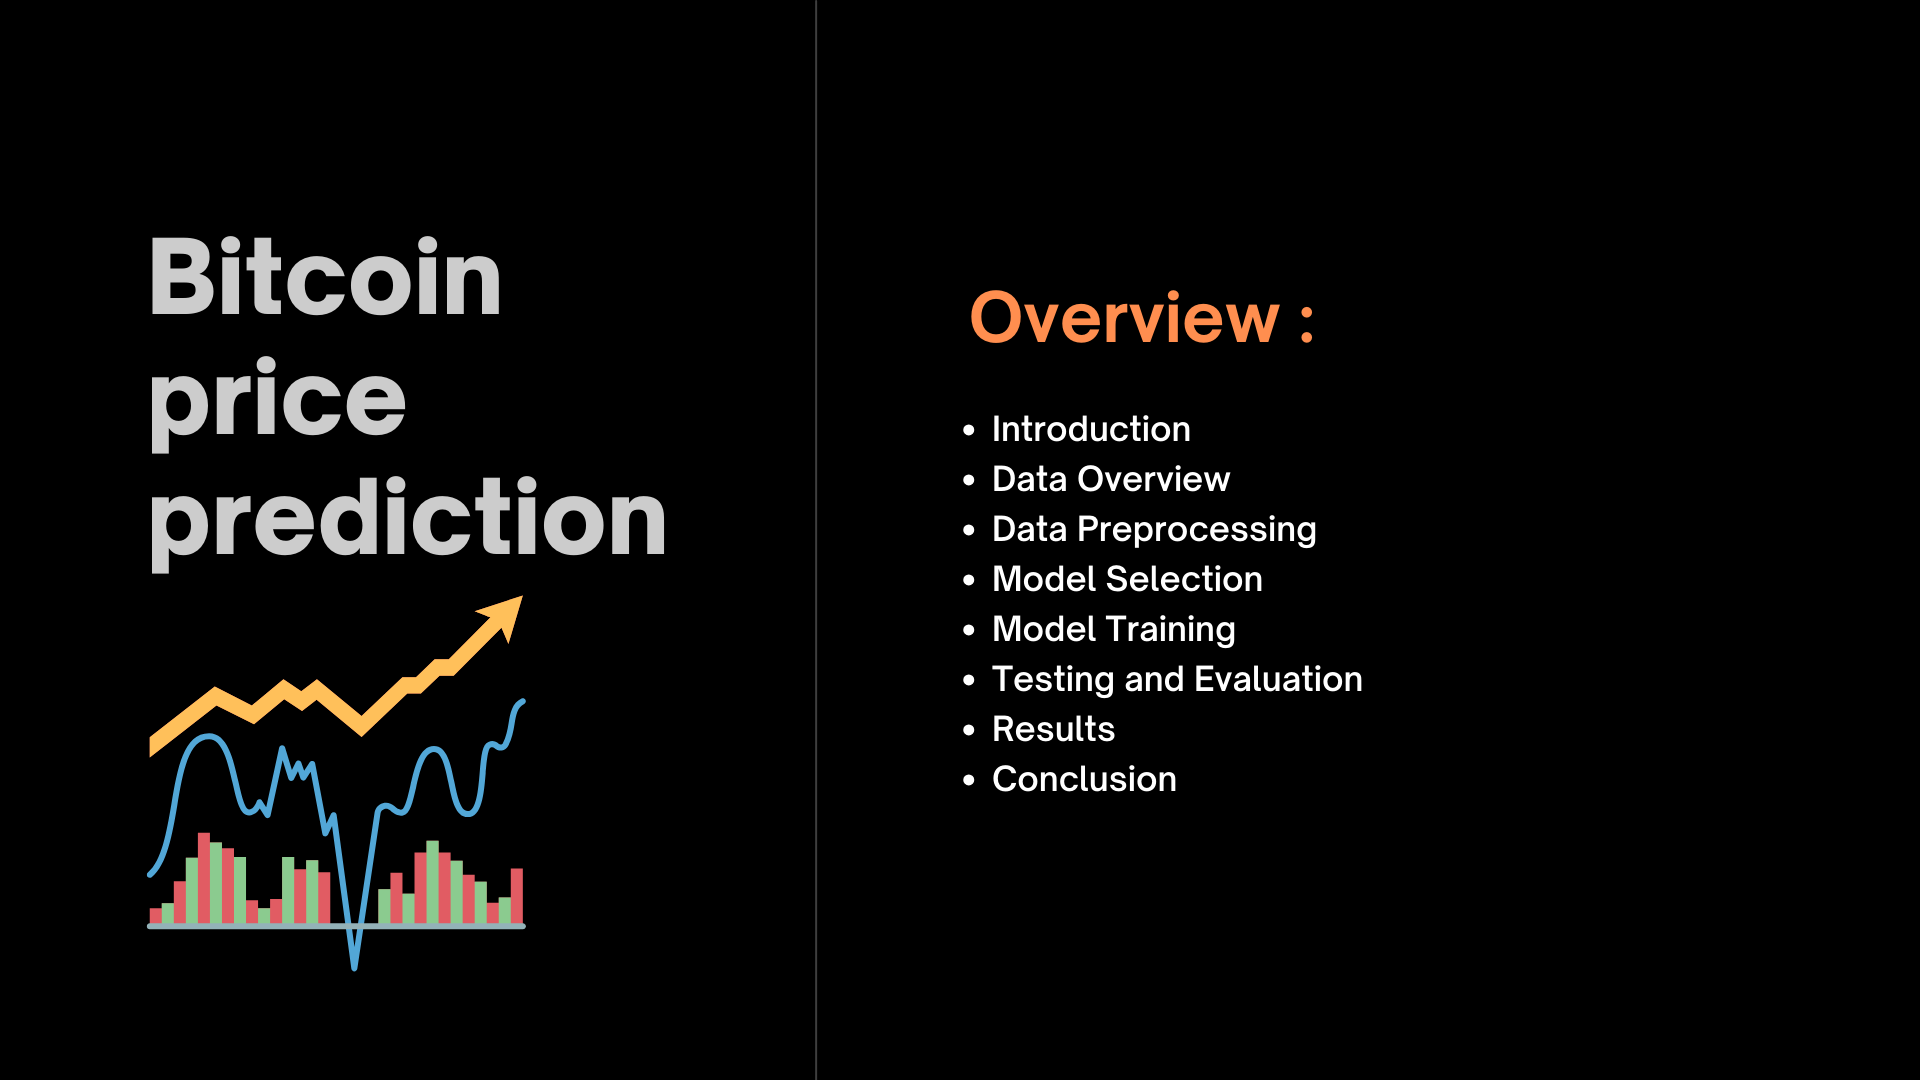 Bitcoin
price
prediction
Overview :
• Introduction
• Data Overview
• Data Preprocessing
• Model Selection
• Model Training
• Testing and Evaluation
• Results
• Conclusion